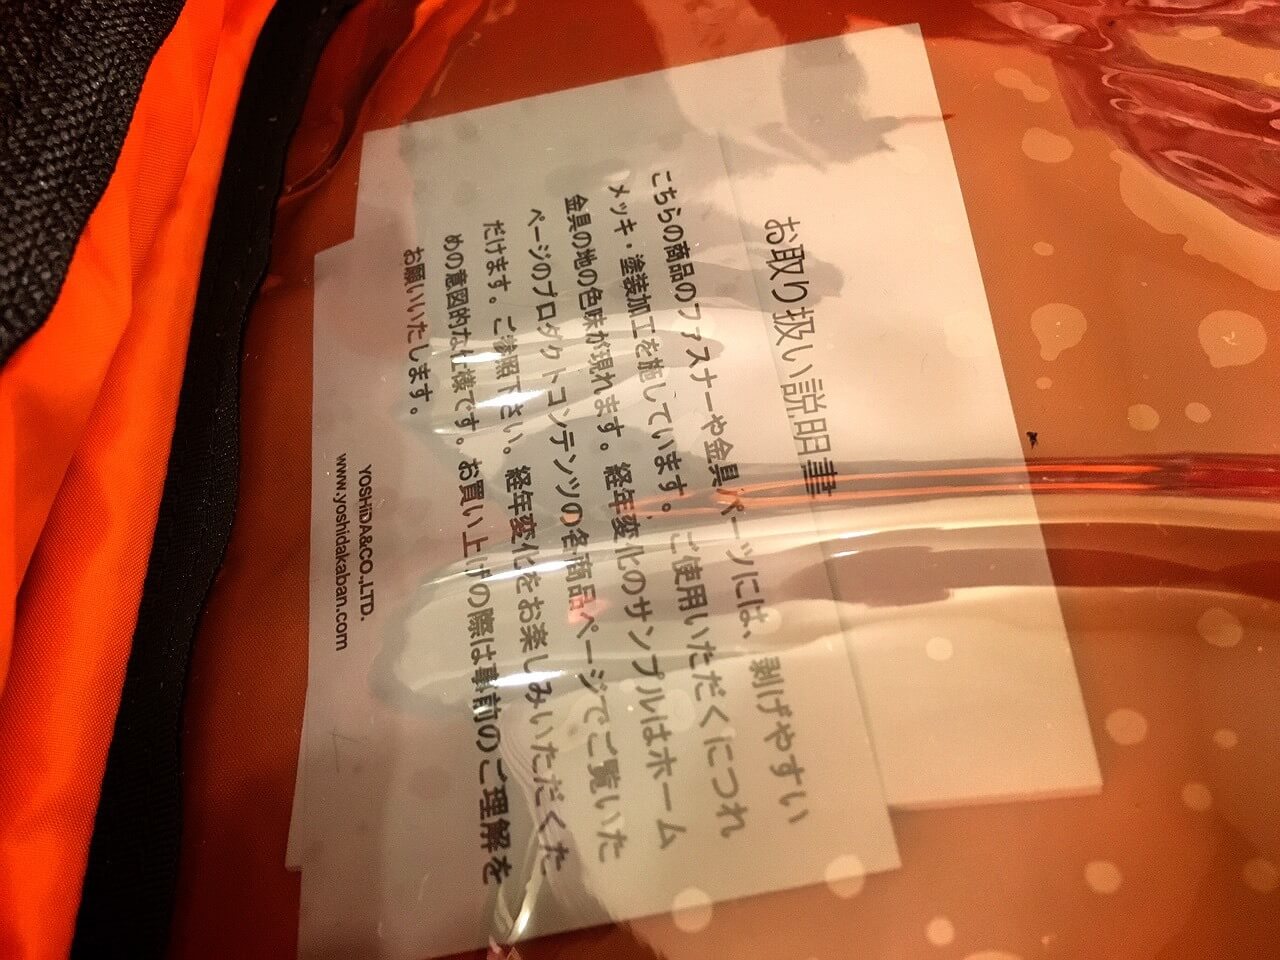 お取り扱い説明書
こちらの商品のファスナーや金具パーツには、剥げやすい
メッキ・塗装加工を施しています。ご使用いただくにつれ
金具の地の色味が現れます。経年変化のサンプルはホーム
ページのプロダクトコンテンツの各商品ページでご覧いた
だけます。ご参照下さい。経年変化をお楽しみいただくた
めの意図的な仕様です。お買い上げの際は事前のご理解を
お願いいたします。
YOSHiDA&CO.,LTD.
www.yoshidakaban.com